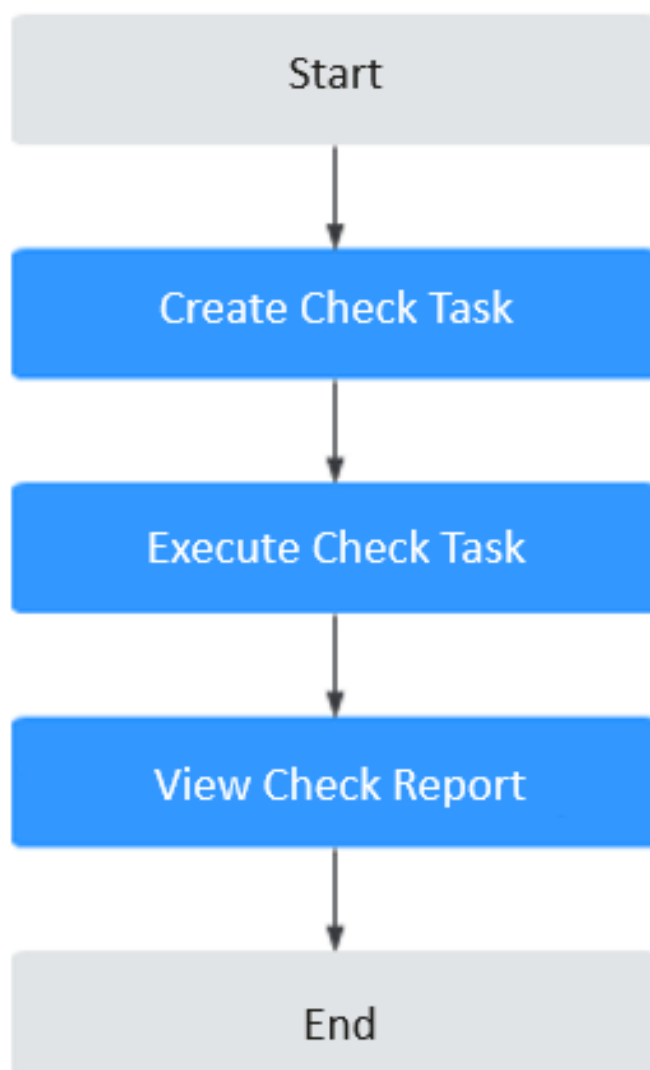 Start
Create Check Task
Execute Check Task
View Check Report
End